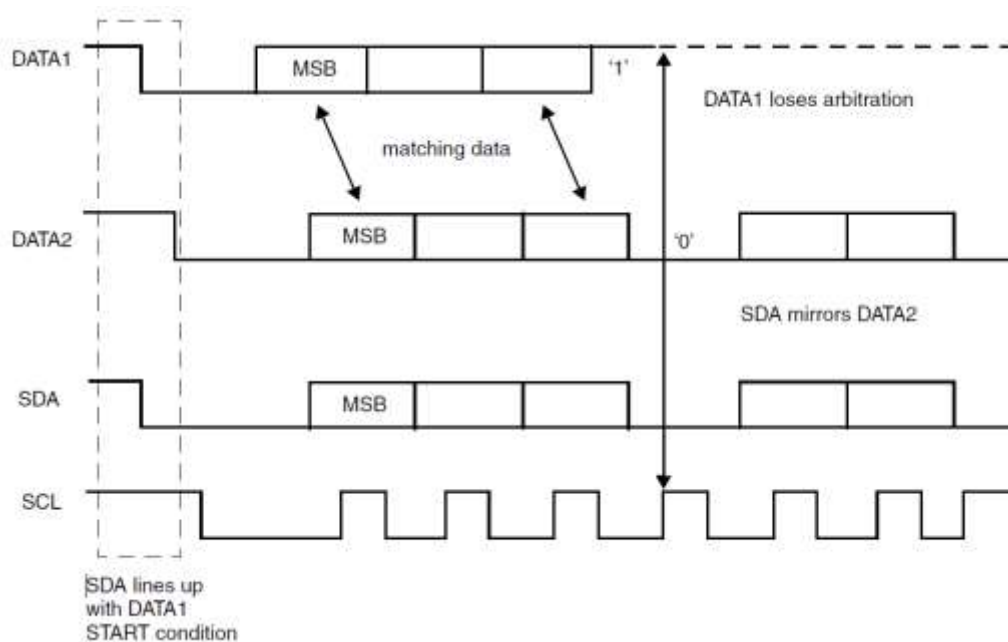 DATA1
MSB
'1'
DATA1 loses arbitration
matching data
DATA2
MSB
'0'
SDA mirrors DATA2
SDA
MSB
SCL
SDA lines up
with DATA1
START condition